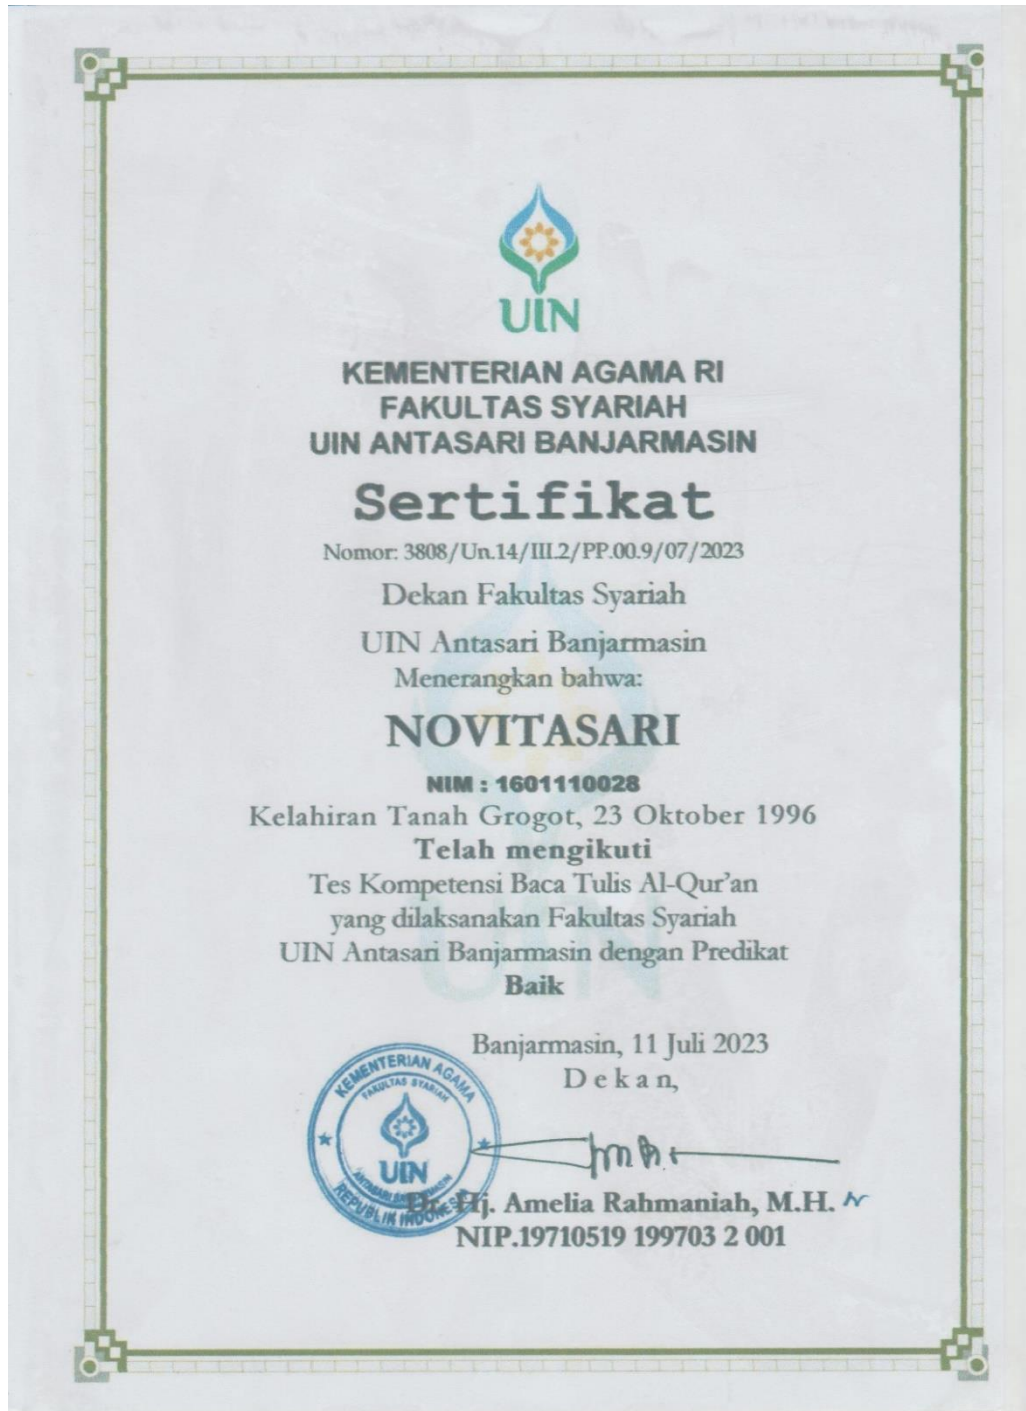 UIN
KEMENTERIAN AGAMA RI
FAKULTAS SYARIAH
UIN ANTASARI BANJARMASIN
Sertifikat
Nomor: 3808/Un.14/III.2/PP.00.9/07/2023
Dekan Fakultas Syariah
UIN Antasari Banjarmasin
Menerangkan bahwa:
NOVITASARI
NIM : 1601110028
Kelahiran Tanah Grogot, 23 Oktober 1996
Telah mengikuti
Tes Kompetensi Baca Tulis Al-Qur’an
yang dilaksanakan Fakultas Syariah
UIN Antasari Banjarmasin dengan Predikat
Baik
Banjarmasin, 11 Juli 2023
D e k a n,
KEMENTERIAN AGAMA
FAKULTAS SYARIAH
UIN
ANTASARI BANJARMASIN
REPUBLIK INDONESIA
Dr. Hj. Amelia Rahmaniah, M.H.
NIP.19710519 199703 2 001